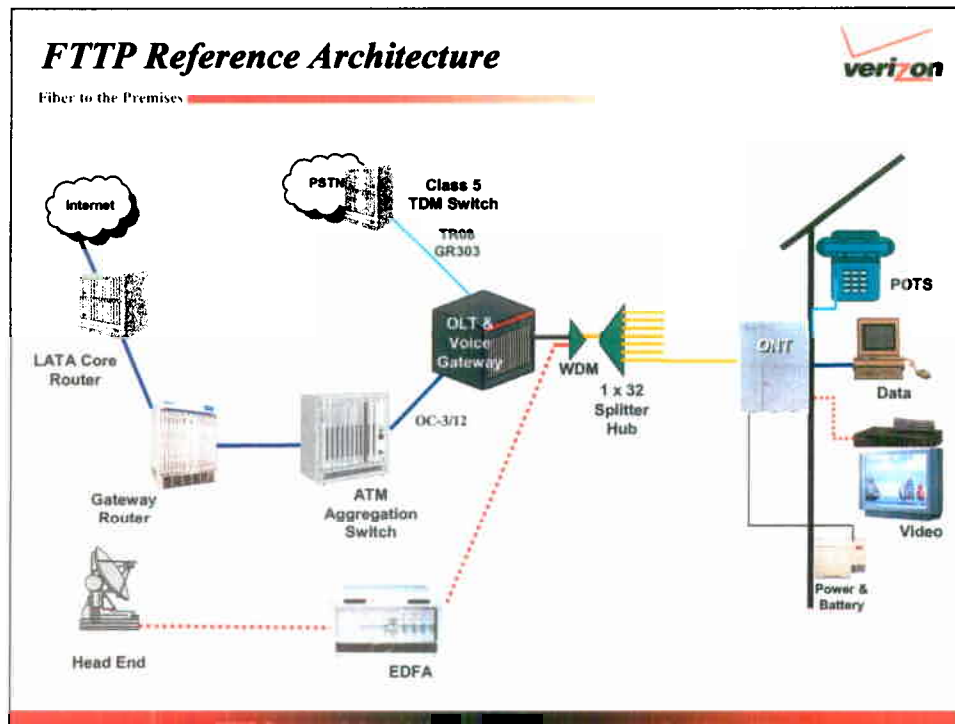 FTTP Reference Architecture
verizon
Fiber to the Premises
Internet
PSTN
Class 5
TDM Switch
TR08
GR303
LATA Core
Router
OLT &
Voice
Gateway
WDM
1 x 32
Splitter
Hub
ONT
POTS
Data
OC-3/12
Gateway
Router
ATM
Aggregation
Switch
Video
Power &
Battery
Head End
EDFA